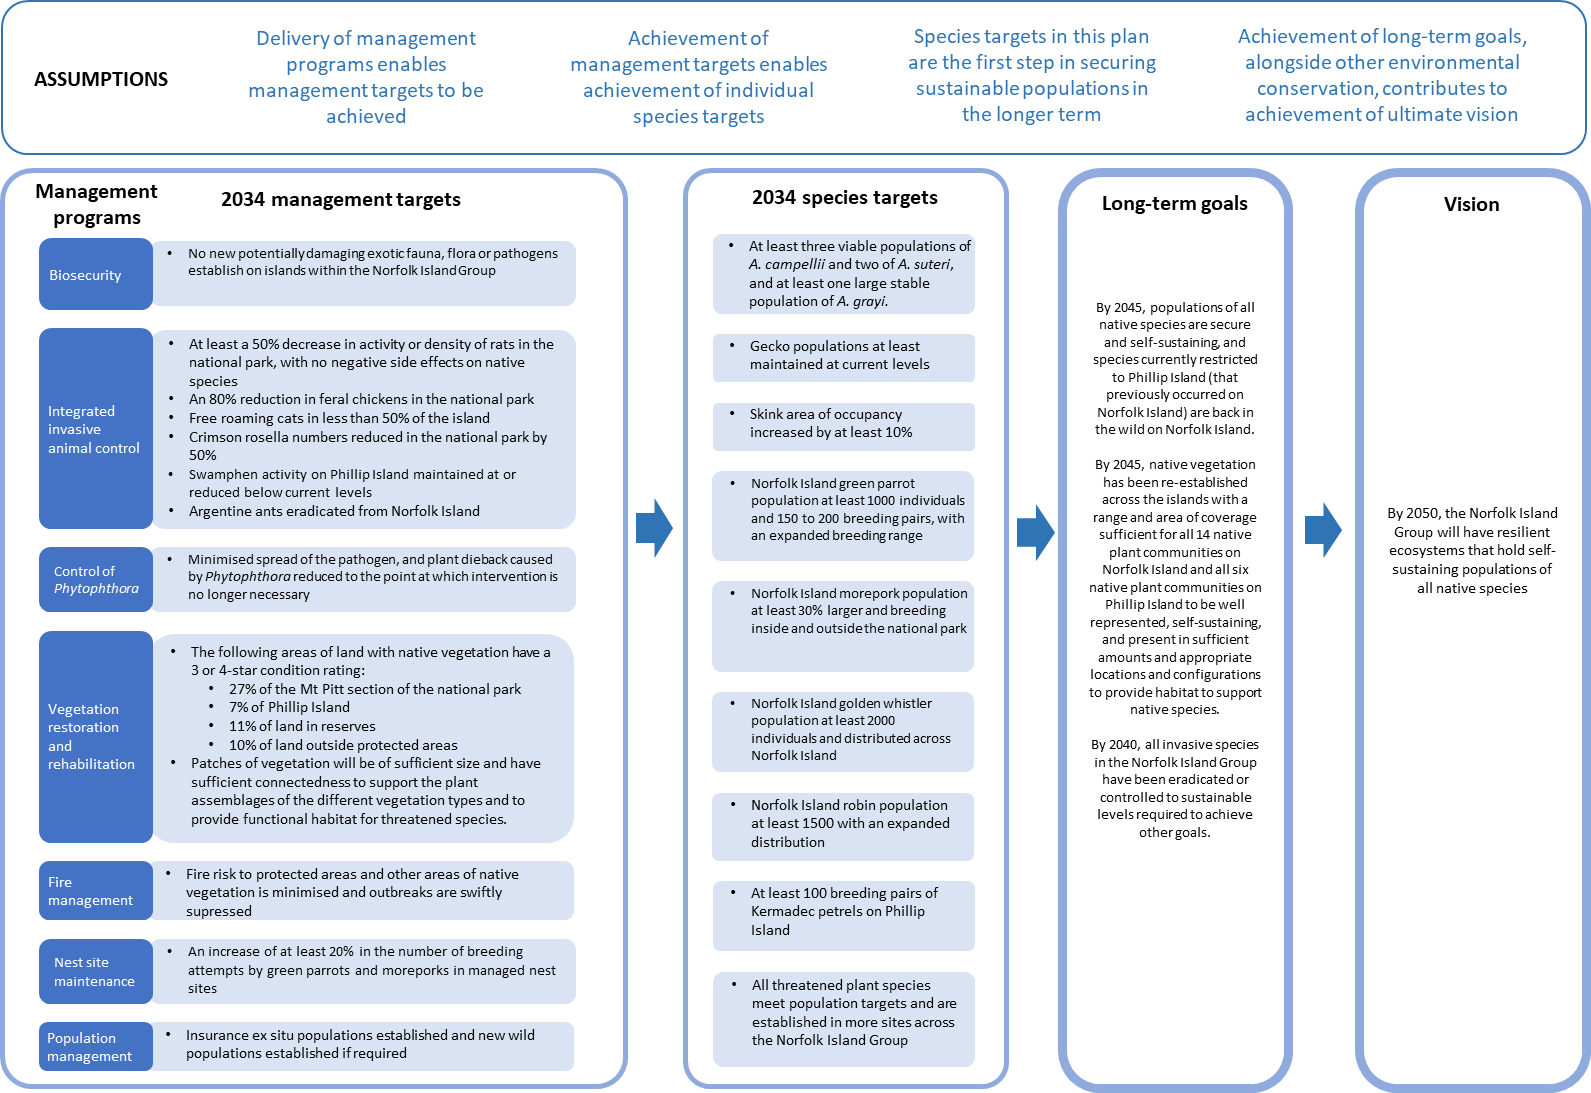 ASSUMPTIONS
Delivery of management
programs enables
management targets to be
achieved
Achievement of
management targets enables
achievement of individual
species targets
Species targets in this plan
are the first step in securing
sustainable populations in
the longer term
Achievement of long-term goals,
alongside other environmental
conservation, contributes to
achievement of ultimate vision
Management
programs
2034 management targets
Biosecurity
• No new potentially damaging exotic fauna, flora or pathogens
establish on islands within the Norfolk Island Group
Integrated
invasive
animal control
• At least a 50% decrease in activity or density of rats in the
national park, with no negative side effects on native
species
• An 80% reduction in feral chickens in the national park
• Free roaming cats in less than 50% of the island
• Crimson rosella numbers reduced in the national park by
50%
• Swamphen activity on Phillip Island maintained at or
reduced below current levels
• Argentine ants eradicated from Norfolk Island
Control of
Phytophthora
• Minimised spread of the pathogen, and plant dieback caused
by Phytophthora reduced to the point at which intervention is
no longer necessary
Vegetation
restoration
and
rehabilitation
• The following areas of land with native vegetation have a
3 or 4-star condition rating:
• 27% of the Mt Pitt section of the national park
• 7% of Phillip Island
• 11% of land in reserves
• 10% of land outside protected areas
• Patches of vegetation will be of sufficient size and have
sufficient connectedness to support the plant
assemblages of the different vegetation types and to
provide functional habitat for threatened species.
Fire
management
• Fire risk to protected areas and other areas of native
vegetation is minimised and outbreaks are swiftly
supressed
Nest site
maintenance
• An increase of at least 20% in the number of breeding
attempts by green parrots and moreporks in managed nest
sites
Population
management
• Insurance ex situ populations established and new wild
populations established if required
2034 species targets
• At least three viable populations of
A. campellii and two of A. suteri,
and at least one large stable
population of A. grayi.
• Gecko populations at least
maintained at current levels
• Skink area of occupancy
increased by at least 10%
• Norfolk Island green parrot
population at least 1000 individuals
and 150 to 200 breeding pairs, with
an expanded breeding range
• Norfolk Island morepork population
at least 30% larger and breeding
inside and outside the national park
• Norfolk Island golden whistler
population at least 2000
individuals and distributed across
Norfolk Island
• Norfolk Island robin population
at least 1500 with an expanded
distribution
• At least 100 breeding pairs of
Kermadec petrels on Phillip
Island
• All threatened plant species
meet population targets and are
established in more sites across
the Norfolk Island Group
Long-term goals
By 2045, populations of all
native species are secure
and self-sustaining, and
species currently restricted
to Phillip Island (that
previously occurred on
Norfolk Island) are back in
the wild on Norfolk Island.
By 2045, native vegetation
has been re-established
across the islands with a
range and area of coverage
sufficient for all 14 native
plant communities on
Norfolk Island and all six
native plant communities on
Phillip Island to be well
represented, self-sustaining,
and present in sufficient
amounts and appropriate
locations and configurations
to provide habitat to support
native species.
By 2040, all invasive species
in the Norfolk Island Group
have been eradicated or
controlled to sustainable
levels required to achieve
other goals.
Vision
By 2050, the Norfolk Island
Group will have resilient
ecosystems that hold self-
sustaining populations of
all native species